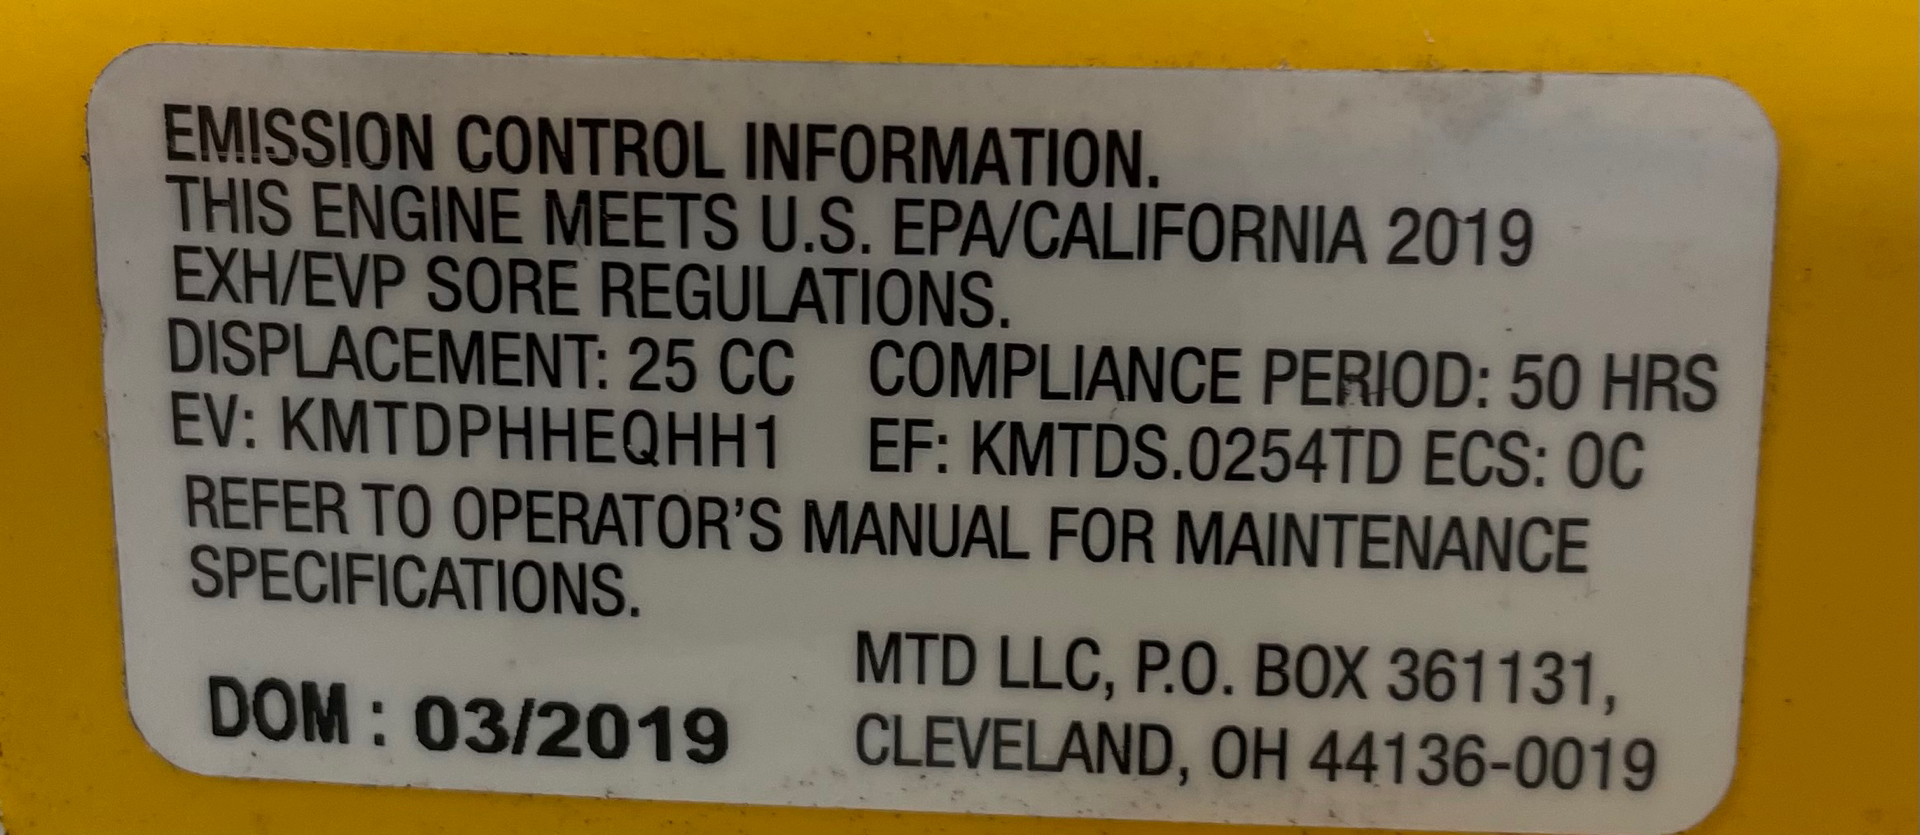 EMISSION CONTROL INFORMATION.
THIS ENGINE MEETS U.S. EPA/CALIFORNIA 2019
EXH/EVP SORE REGULATIONS.
DISPLACEMENT: 25 CC COMPLIANCE PERIOD: 50 HRS
EV: KMTDPHHEQHH1 EF: KMTDS.0254TD ECS: OC
REFER TO OPERATOR'S MANUAL FOR MAINTENANCE
SPECIFICATIONS.
MTD LLC, P.O. BOX 361131,
DOM : 03/2019 CLEVELAND, OH 44136-0019